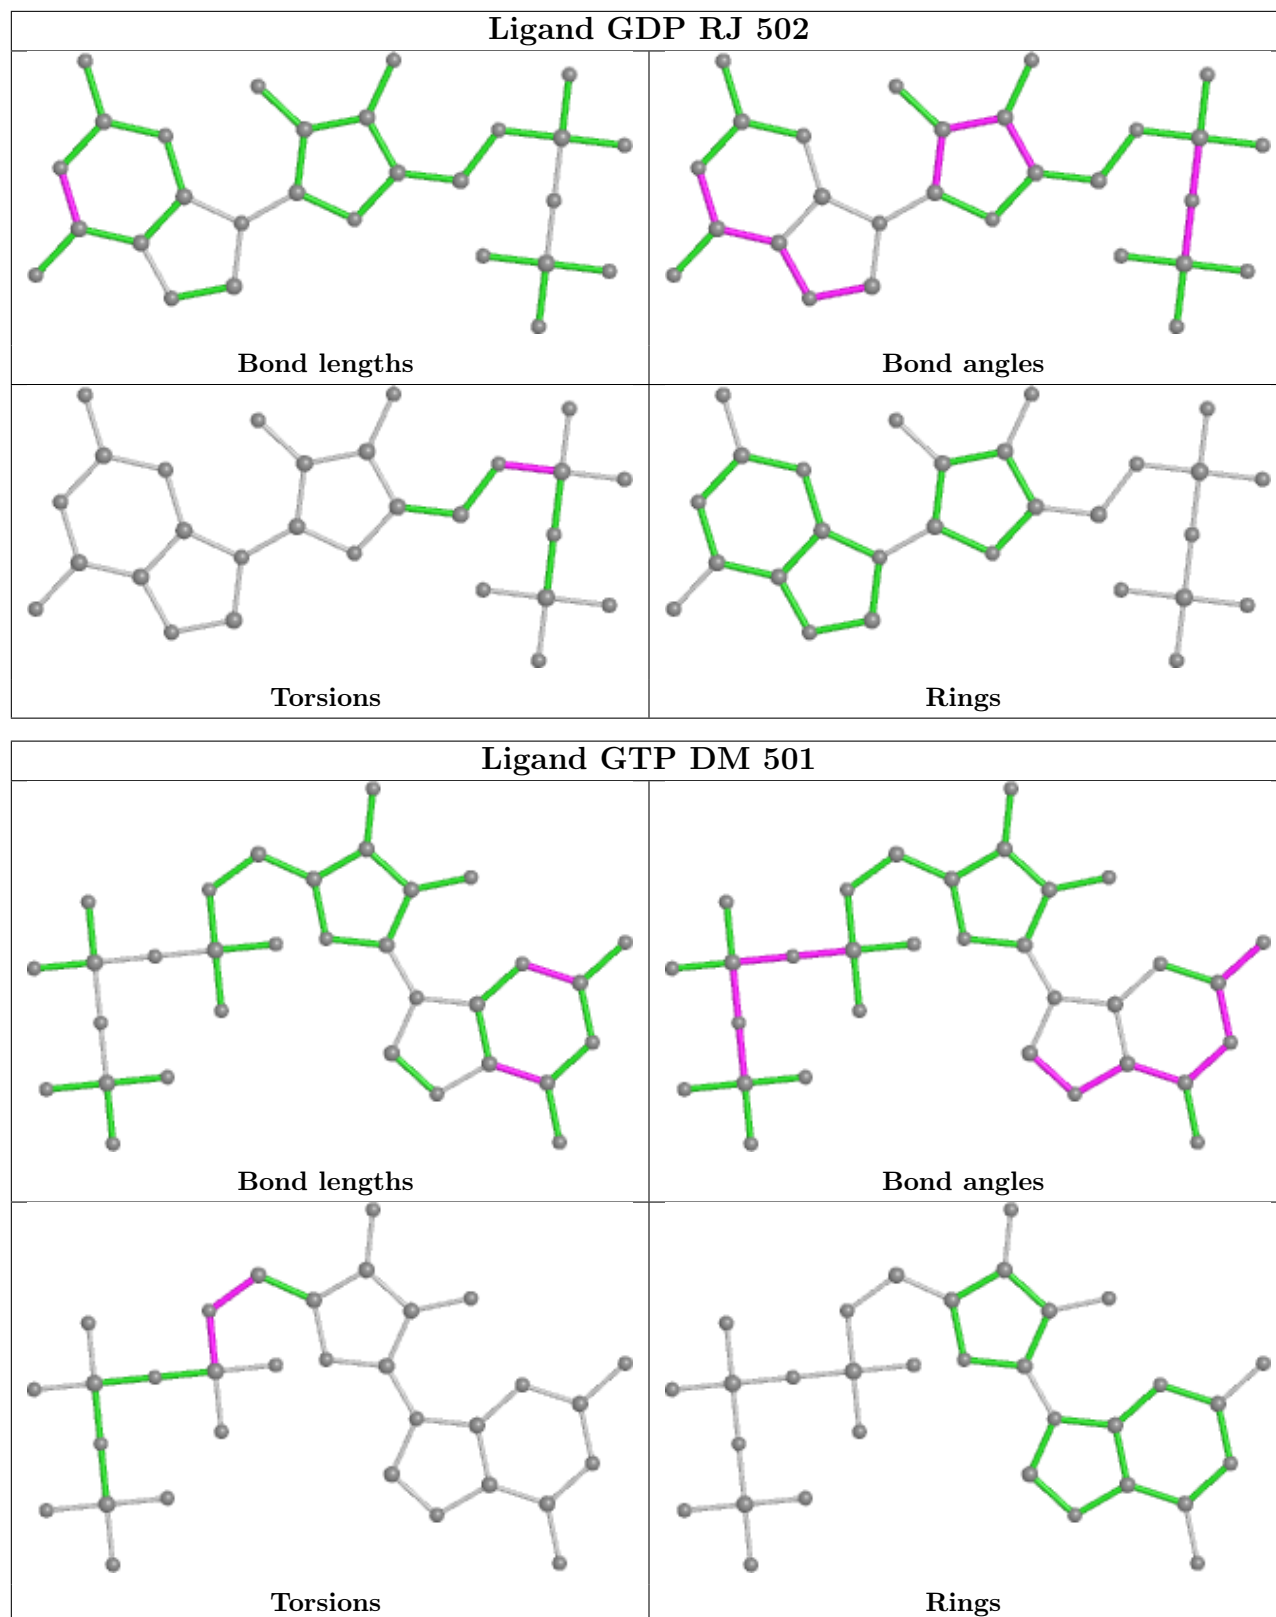 Ligand GDP RJ 502
Bond lengths
Bond angles
Torsions
Rings
Ligand GTP DM 501
Bond lengths
Bond angles
Torsions
Rings